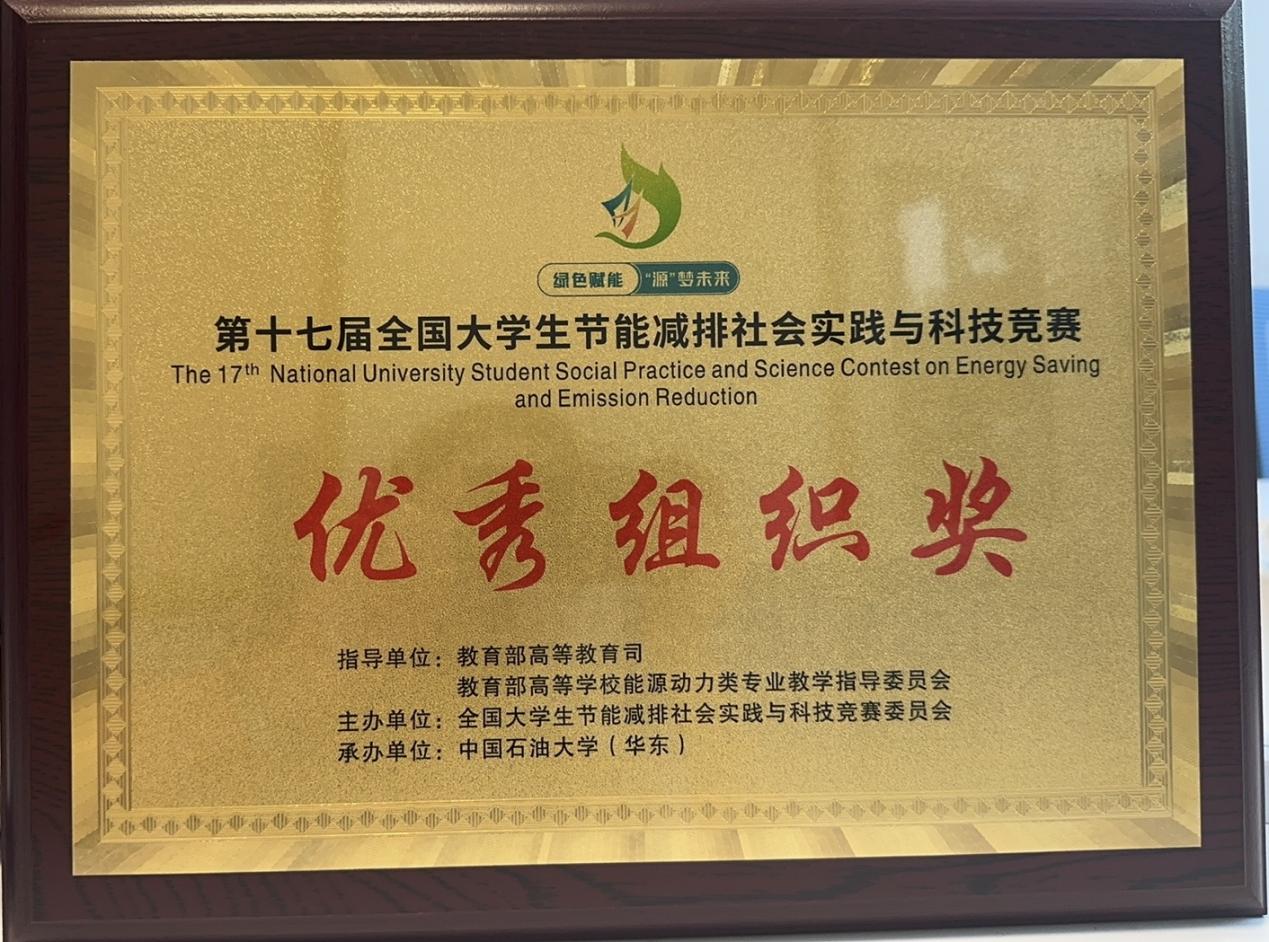 绿色赋能 “源”梦未来
第十七届全国大学生节能减排社会实践与科技竞赛
The 17th National University Student Social Practice and Science Contest on Energy Saving
and Emission Reduction
优秀组织奖
指导单位：教育部高等教育司
教育部高等学校能源动力类专业教学指导委员会
主办单位：全国大学生节能减排社会实践与科技竞赛委员会
承办单位：中国石油大学（华东）